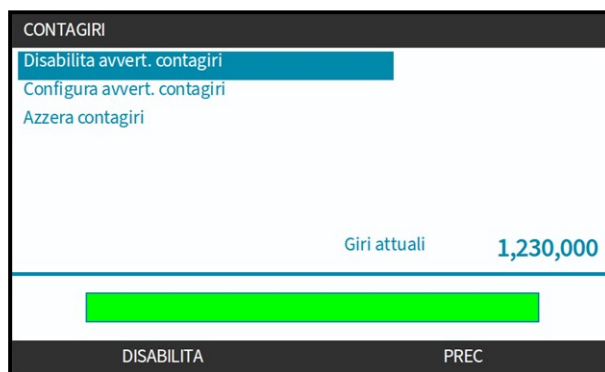 CONTAGIRI
Disabilita avvert. contagiri
Configura avvert. contagiri
Azzera contagiri
Giri attuali 1,230,000
DISABILITA PREC